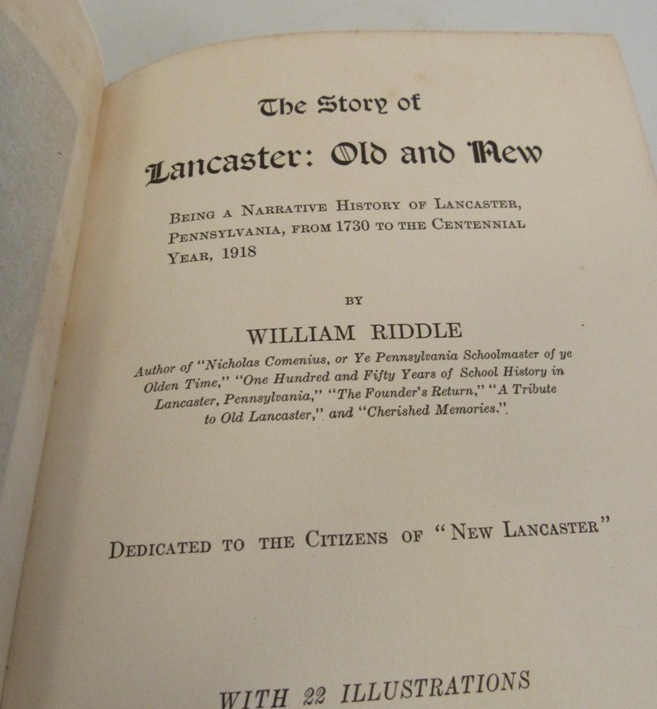 The Story of
Lancaster: Old and New
Being a Narrative History of Lancaster,
Pennsylvania, from 1730 to the Centennial
Year, 1918
BY
WILLIAM RIDDLE
Author of "Nicholas Comenius, or Ye Pennsylvania Schoolmaster of ye
Olden Time," "One Hundred and Fifty Years of School History in
Lancaster, Pennsylvania," "The Founder's Return," "A Tribute
to Old Lancaster," and "Cherished Memories."
Dedicated to the Citizens of "New Lancaster"
WITH 22 ILLUSTRATIONS